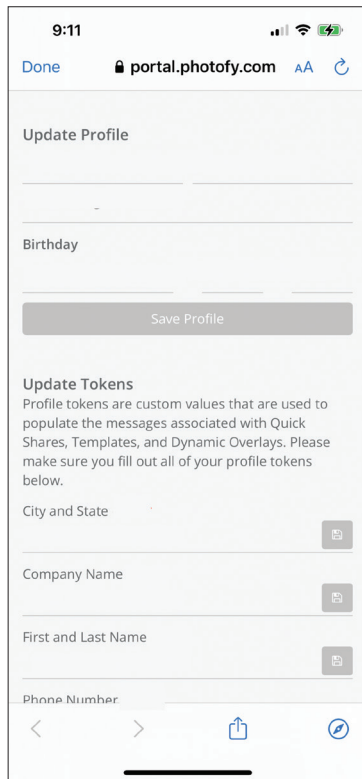 9:11
Done portal.photofy.com AA
Update Profile
-
Birthday
Save Profile
Update Tokens
Profile tokens are custom values that are used to
populate the messages associated with Quick
Shares, Templates, and Dynamic Overlays. Please
make sure you fill out all of your profile tokens
below.
City and State
Company Name
First and Last Name
Phone Number